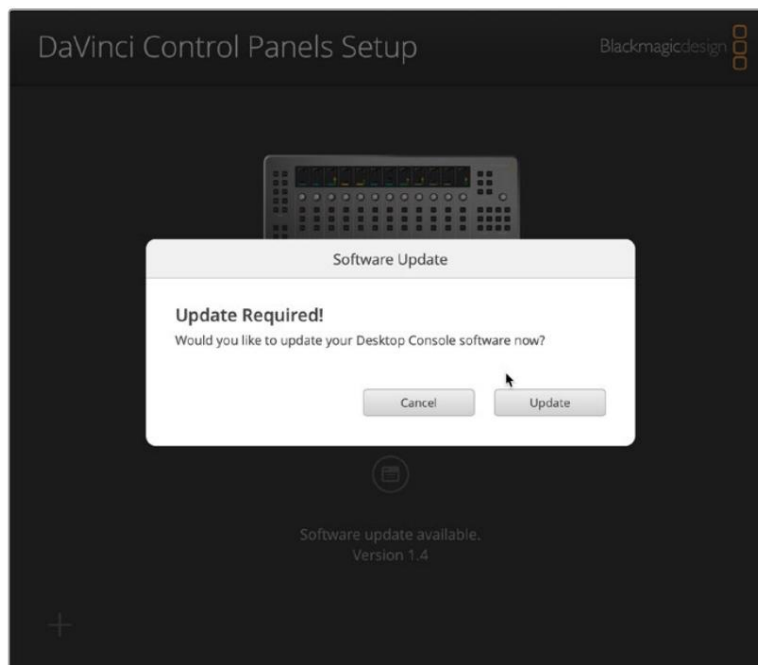 DaVinci Control Panels Setup
Blackmagicdesign
Software Update
Update Required!
Would you like to update your Desktop Console software now?
Cancel
Update
Software update available.
Version 1.4